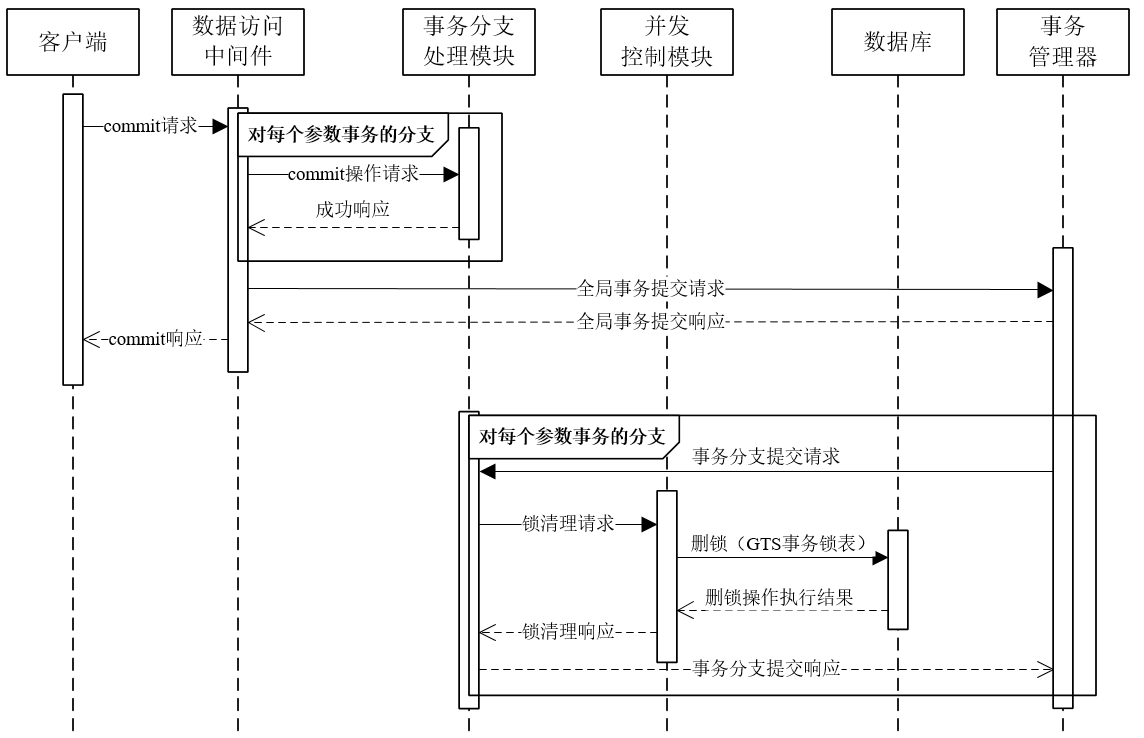 客户端
数据访问
中间件
事务分支
处理模块
并发
控制模块
数据库
事务
管理器
commit请求
对每个参数事务的分支
commit操作请求
成功响应
全局事务提交请求
全局事务提交响应
commit响应
对每个参数事务的分支
事务分支提交请求
锁清理请求
删锁（GTS事务锁表）
删锁操作执行结果
锁清理响应
事务分支提交响应